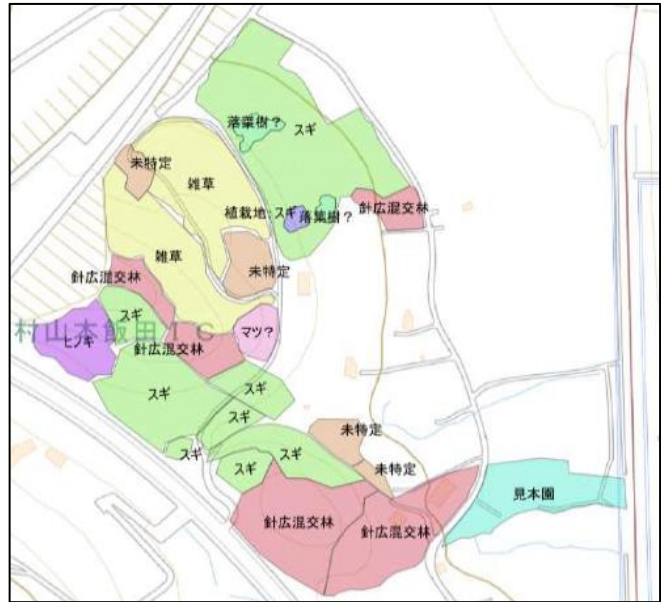 落葉樹？
スギ
未特定
雑草
植栽地:スギ
落葉樹？
針広混交林
雑草
未特定
針広混交林
スギ
村山本飯田ＩＣ
ヒノキ
針広混交林
マツ？
スギ
スギ
スギ
未特定
スギ
スギ
スギ
未特定
見本園
針広混交林
針広混交林